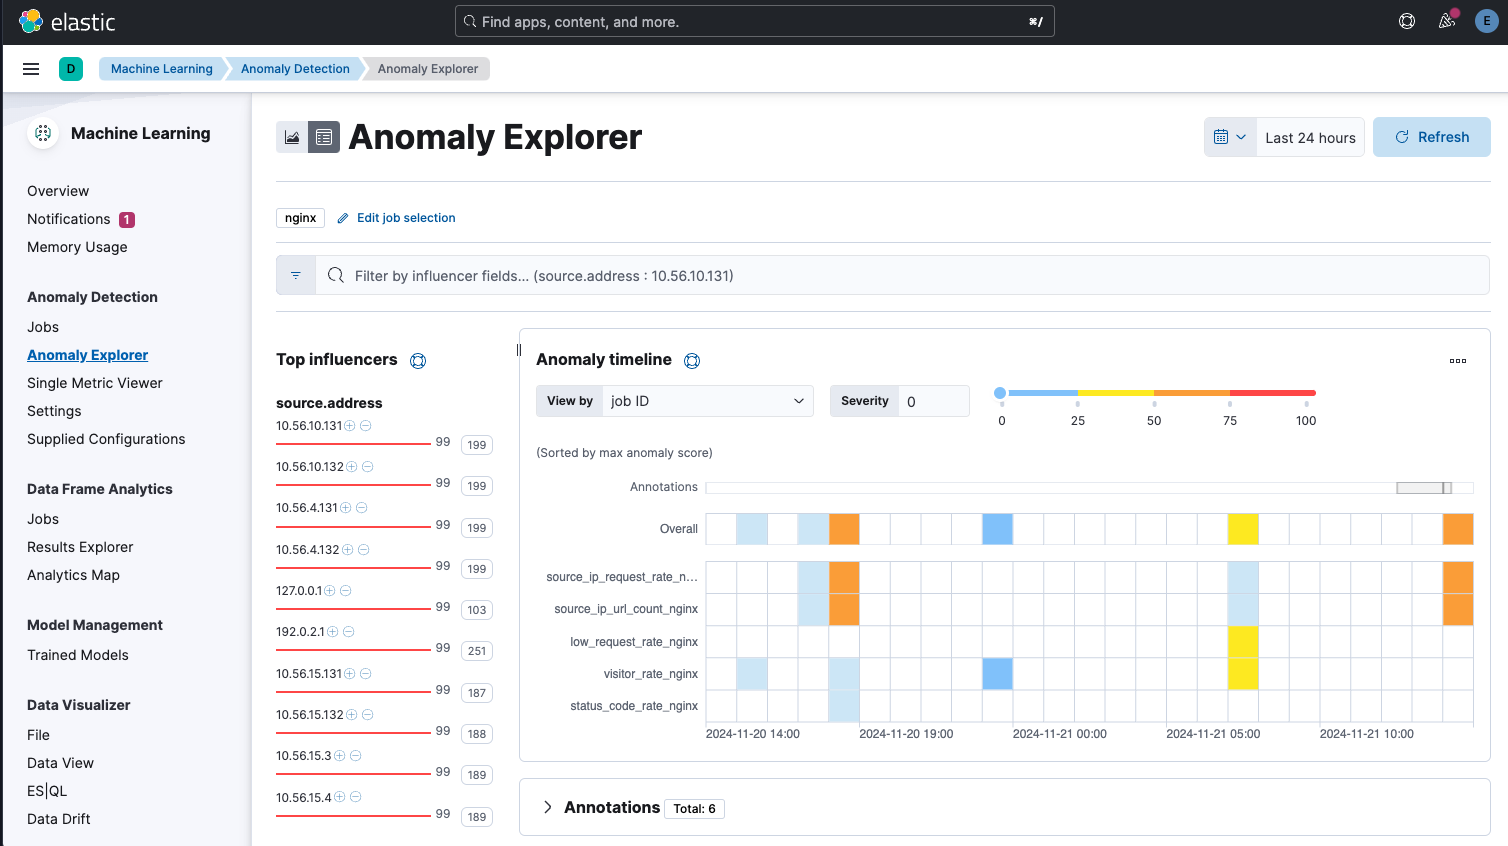 elastic
Find apps, content, and more.
⌘/
E
D
Machine Learning
Anomaly Detection
Anomaly Explorer
Machine Learning
Overview
Notifications 1
Memory Usage
Anomaly Detection
Jobs
Anomaly Explorer
Single Metric Viewer
Settings
Supplied Configurations
Data Frame Analytics
Jobs
Results Explorer
Analytics Map
Model Management
Trained Models
Data Visualizer
File
Data View
ES|QL
Data Drift
Anomaly Explorer
Last 24 hours
Refresh
nginx
Edit job selection
Filter by influencer fields... (source.address : 10.56.10.131)
Top influencers
source.address
10.56.10.131
99 199
10.56.10.132
99 199
10.56.4.131
99 199
10.56.4.132
99 199
127.0.0.1
99 103
192.0.2.1
99 251
10.56.15.131
99 187
10.56.15.132
99 188
10.56.15.3
99 189
10.56.15.4
99 189
Anomaly timeline
View by job ID
Severity 0
0 25 50 75 100
(Sorted by max anomaly score)
Annotations
Overall
source_ip_request_rate_n...
source_ip_url_count_nginx
low_request_rate_nginx
visitor_rate_nginx
status_code_rate_nginx
2024-11-20 14:00 2024-11-20 19:00 2024-11-21 00:00 2024-11-21 05:00 2024-11-21 10:00
Annotations Total: 6